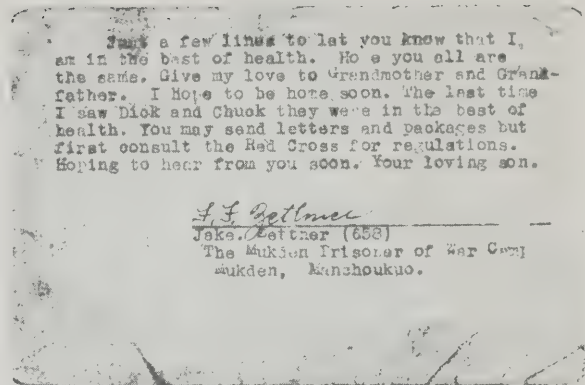 Just a few lines to let you know that I,
am in the best of health. Ho e you all are
the same. Give my love to Grandmother and Grand-
father. I Hope to be home soon. The last time
I saw Dick and Chuck they were in the best of
health. You may send letters and packages but
first consult the Red Cross for regulations.
Hoping to hear from you soon. Your loving son.
Jake. (658)
The Mukden Prisoner of War Camp
Mukden, Manchoukuo.